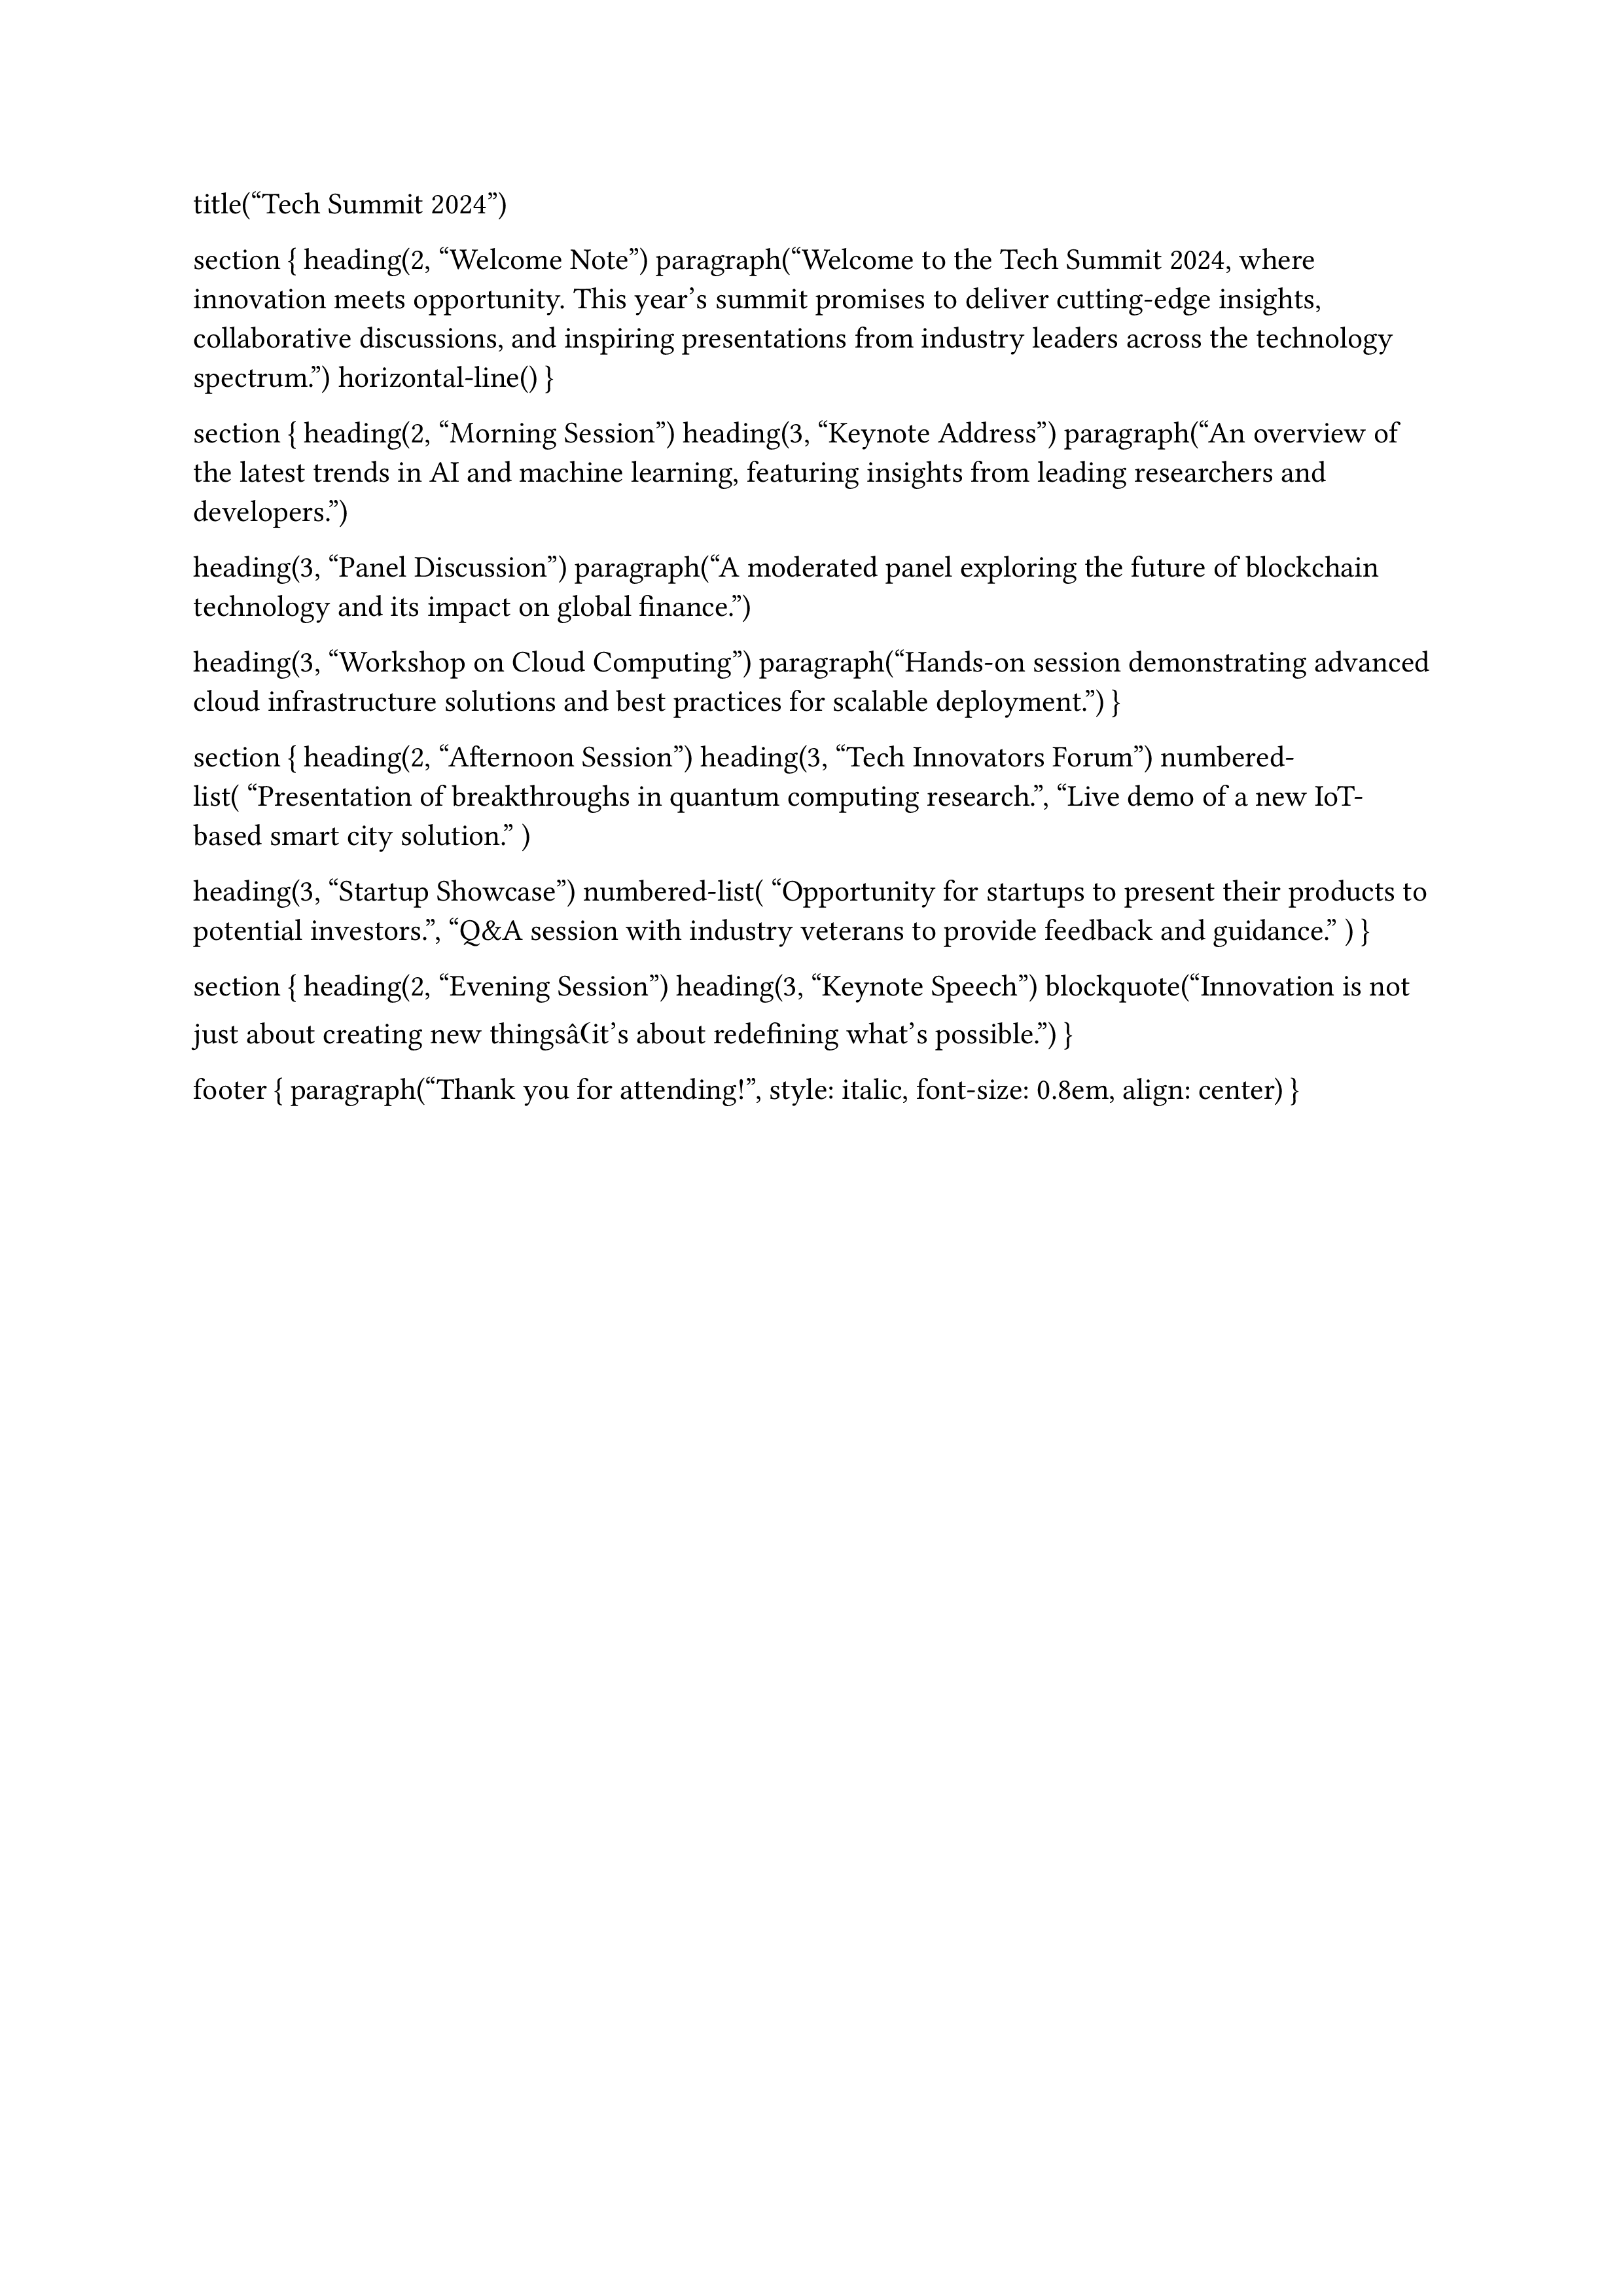 title(“Tech Summit 2024”)
section { heading(2, “Welcome Note”) paragraph(“Welcome to the Tech Summit 2024, where
innovation meets opportunity. This year’s summit promises to deliver cutting-edge insights,
collaborative discussions, and inspiring presentations from industry leaders across the technology
spectrum.”) horizontal-line() }
section { heading(2, “Morning Session”) heading(3, “Keynote Address”) paragraph(“An overview of
the latest trends in AI and machine learning, featuring insights from leading researchers and
developers.”)
heading(3, “Panel Discussion”) paragraph(“A moderated panel exploring the future of blockchain
technology and its impact on global finance.”)
heading(3, “Workshop on Cloud Computing”) paragraph(“Hands-on session demonstrating advanced
cloud infrastructure solutions and best practices for scalable deployment.”) }
section { heading(2, “Afternoon Session”) heading(3, “Tech Innovators Forum”) numbered-
list( “Presentation of breakthroughs in quantum computing research.”, “Live demo of a new IoT-
based smart city solution.” )
heading(3, “Startup Showcase”) numbered-list( “Opportunity for startups to present their products to
potential investors.”, “Q&A session with industry veterans to provide feedback and guidance.” ) }
section { heading(2, “Evening Session”) heading(3, “Keynote Speech”) blockquote(“Innovation is not
just about creating new thingsâ(it’s about redefining what’s possible.”) }
footer { paragraph(“Thank you for attending!”, style: italic, font-size: 0.8em, align: center) }